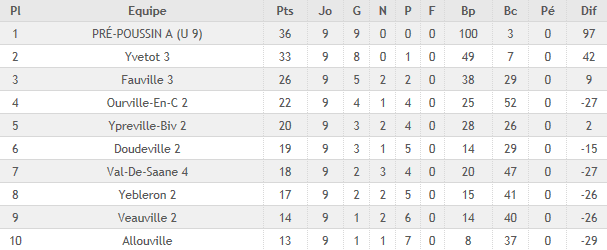 Pl Equipe Pts Jo G N P F Bp Bc Pé Dif
1 PRÉ-POUSSIN A (U 9) 36 9 9 0 0 0 100 3 0 97
2 Yvetot 3 33 9 8 0 1 0 49 7 0 42
3 Fauville 3 26 9 5 2 2 0 38 29 0 9
4 Ourville-En-C 2 22 9 4 1 4 0 25 52 0 -27
5 Ypreville-Biv 2 20 9 3 2 4 0 28 26 0 2
6 Doudeville 2 19 9 3 1 5 0 14 29 0 -15
7 Val-De-Saane 4 18 9 2 3 4 0 20 47 0 -27
8 Yebleron 2 17 9 2 2 5 0 15 41 0 -26
9 Veauville 2 14 9 1 2 6 0 14 40 0 -26
10 Allouville 13 9 1 1 7 0 8 37 0 -29